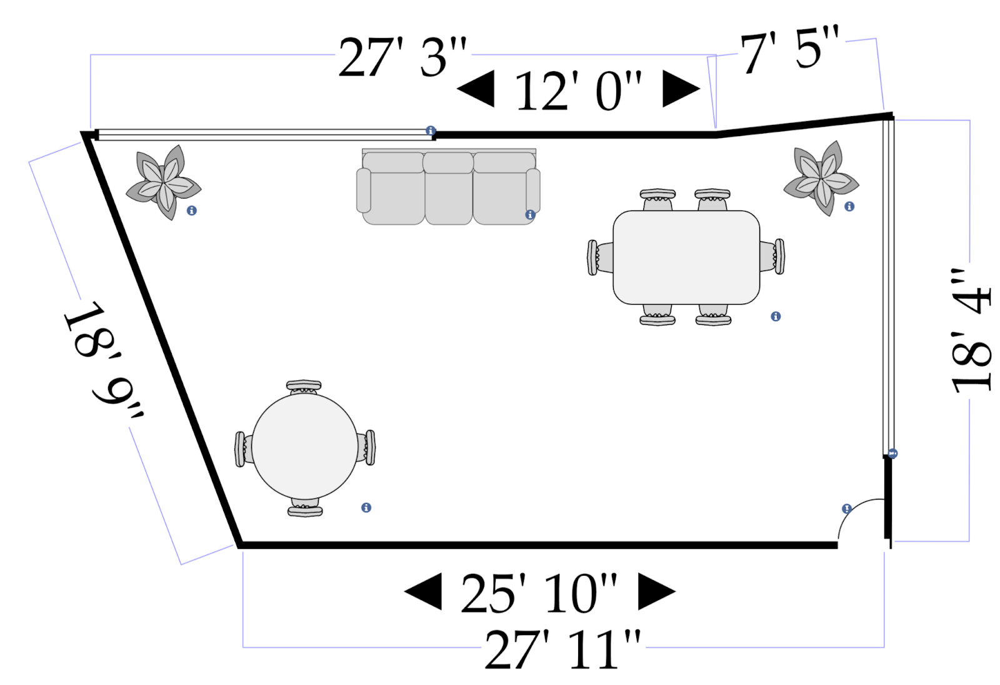 27' 3"
7' 5"
◀ 12' 0" ▶
18' 9"
18' 4"
◀ 25' 10" ▶
27' 11"